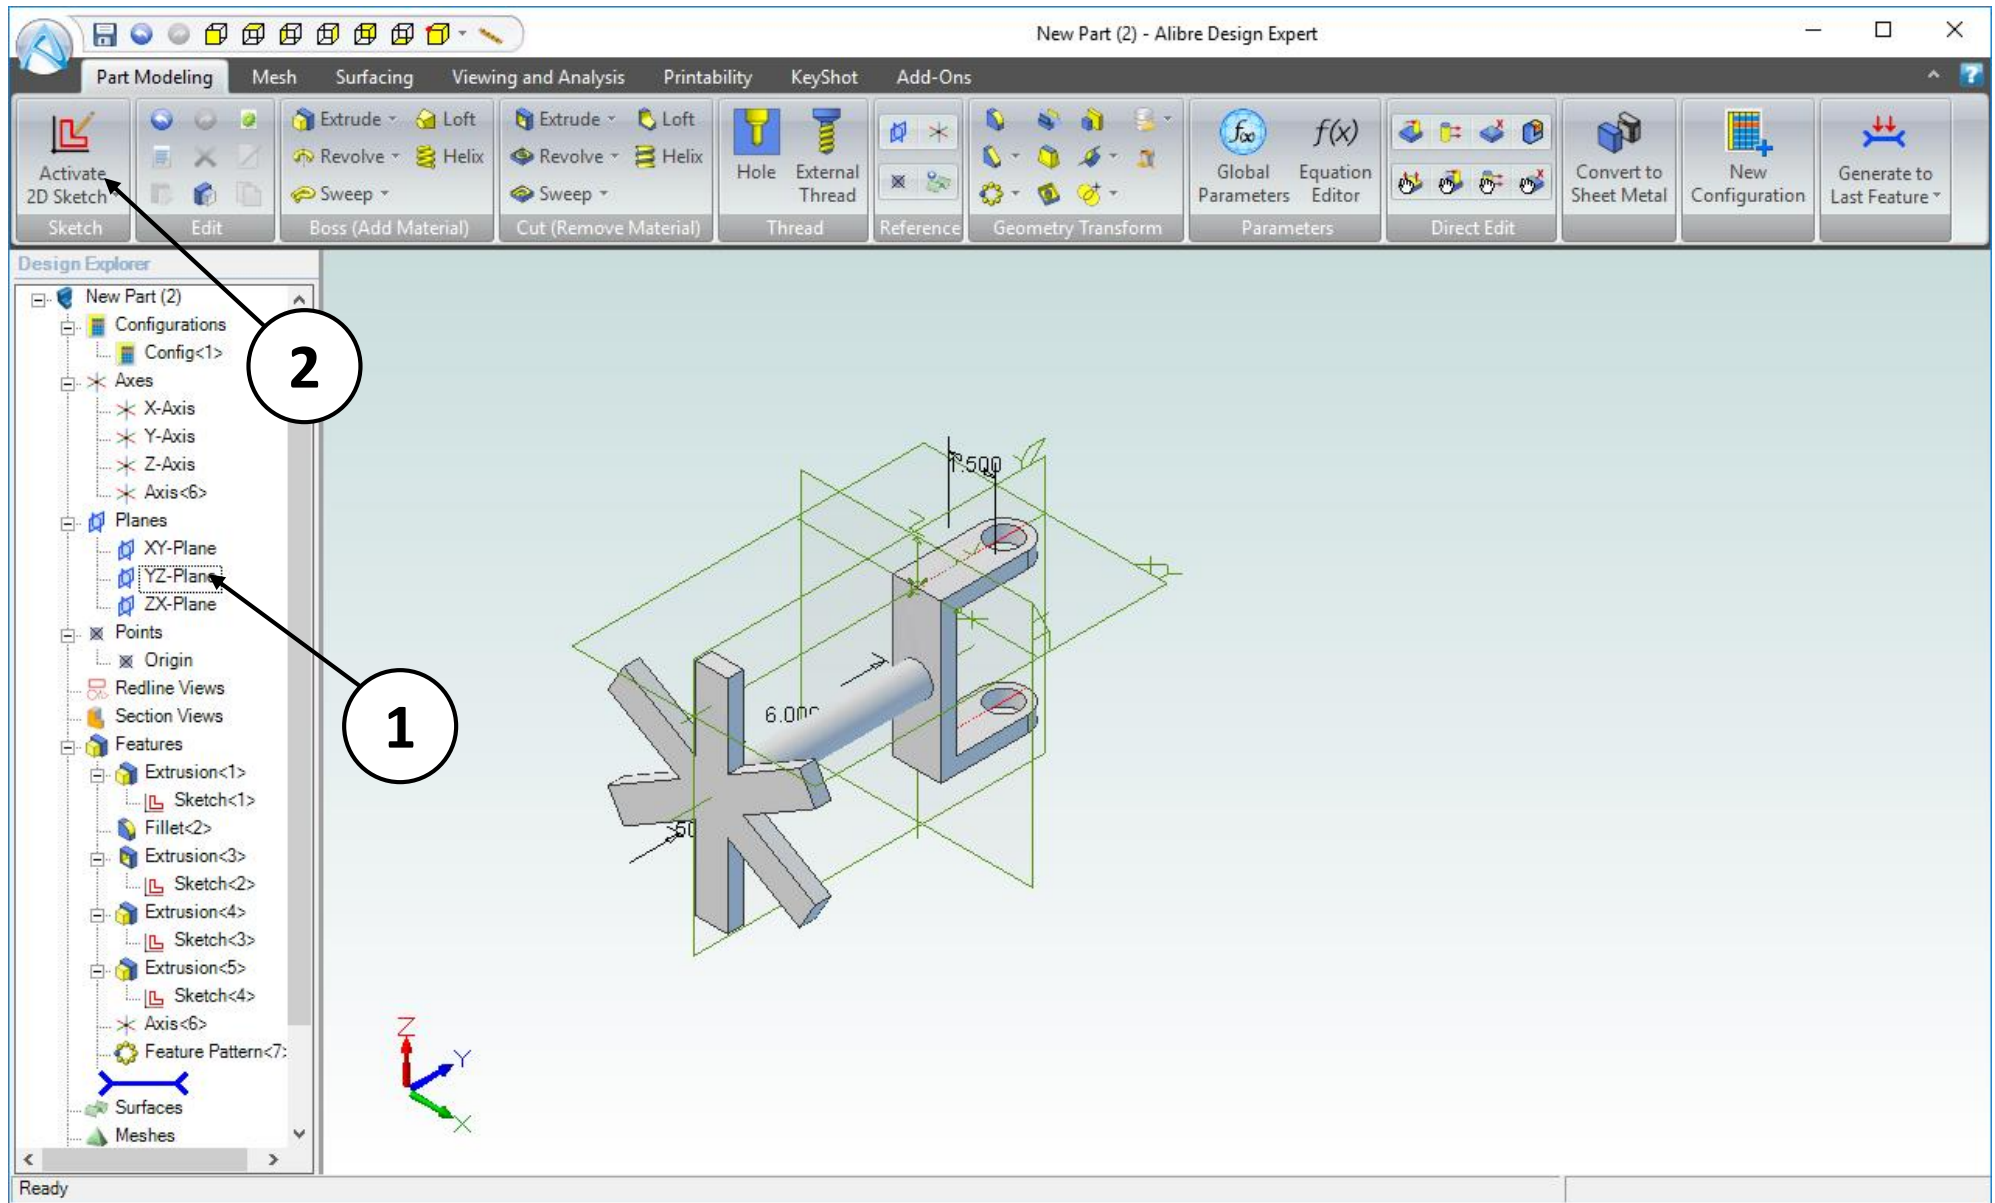 New Part (2) - Alibre Design Expert
Part Modeling Mesh Surfacing Viewing and Analysis Printability KeyShot Add-Ons
Activate
2D Sketch
Sketch
Edit
Extrude Loft
Revolve Helix
Sweep
Boss (Add Material)
Extrude Loft
Revolve Helix
Sweep
Cut (Remove Material)
Hole
External
Thread
Thread
Reference
Geometry Transform
f∞
Global
Parameters
f(x)
Equation
Editor
Parameters
Direct Edit
Convert to
Sheet Metal
New
Configuration
Generate to
Last Feature
Design Explorer
New Part (2)
Configurations
Config<1>
Axes
X-Axis
Y-Axis
Z-Axis
Axis<6>
Planes
XY-Plane
YZ-Plane
ZX-Plane
Points
Origin
Redline Views
Section Views
Features
Extrusion<1>
Sketch<1>
Fillet<2>
Extrusion<3>
Sketch<2>
Extrusion<4>
Sketch<3>
Extrusion<5>
Sketch<4>
Axis<6>
Feature Pattern<7>
Surfaces
Meshes
2
1
1.500
Z
Y
X
Ready